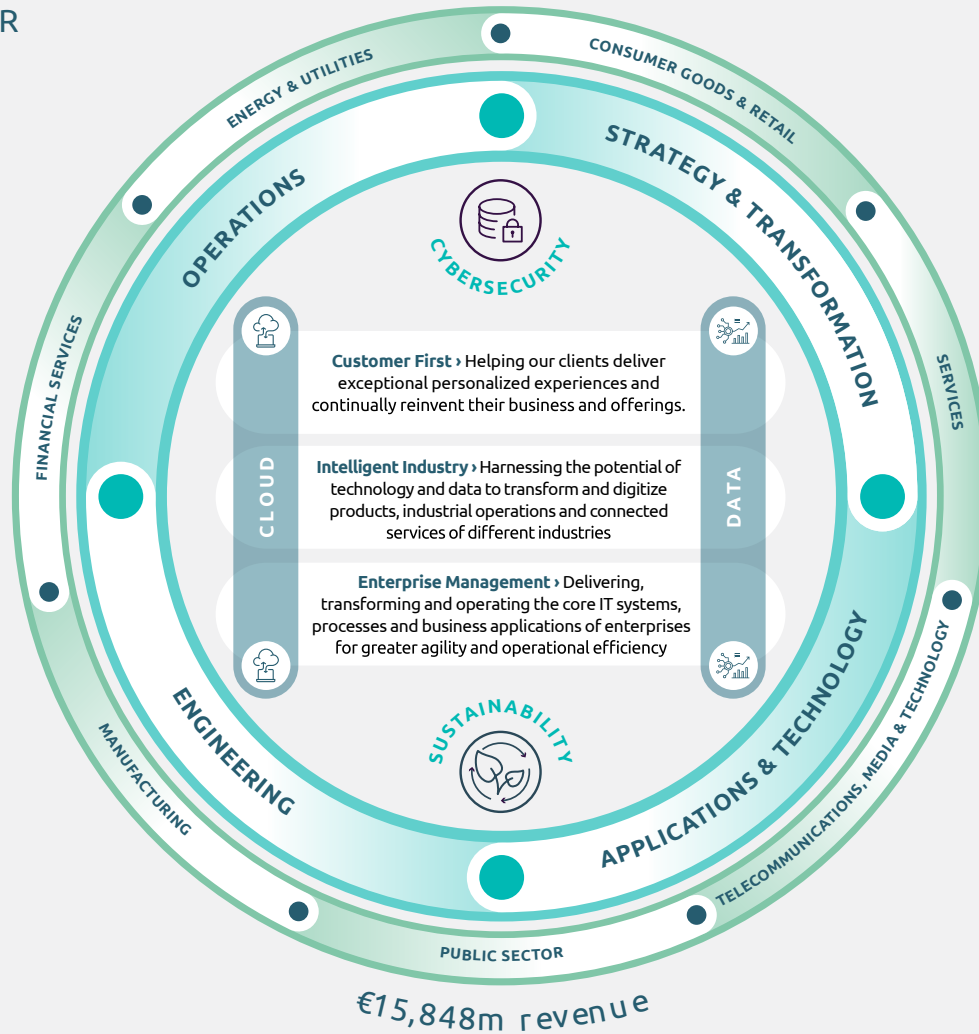 R
ENERGY & UTILITIES
CONSUMER GOODS & RETAIL
OPERATIONS
STRATEGY & TRANSFORMATION
CYBERSECURITY
FINANCIAL SERVICES
SERVICES
CLOUD
DATA
Customer First › Helping our clients deliver
exceptional personalized experiences and
continually reinvent their business and offerings.
Intelligent Industry › Harnessing the potential of
technology and data to transform and digitize
products, industrial operations and connected
services of different industries
Enterprise Management › Delivering,
transforming and operating the core IT systems,
processes and business applications of enterprises
for greater agility and operational efficiency
SUSTAINABILITY
ENGINEERING
APPLICATIONS & TECHNOLOGY
MANUFACTURING
TELECOMMUNICATIONS, MEDIA & TECHNOLOGY
PUBLIC SECTOR
€15,848m revenue